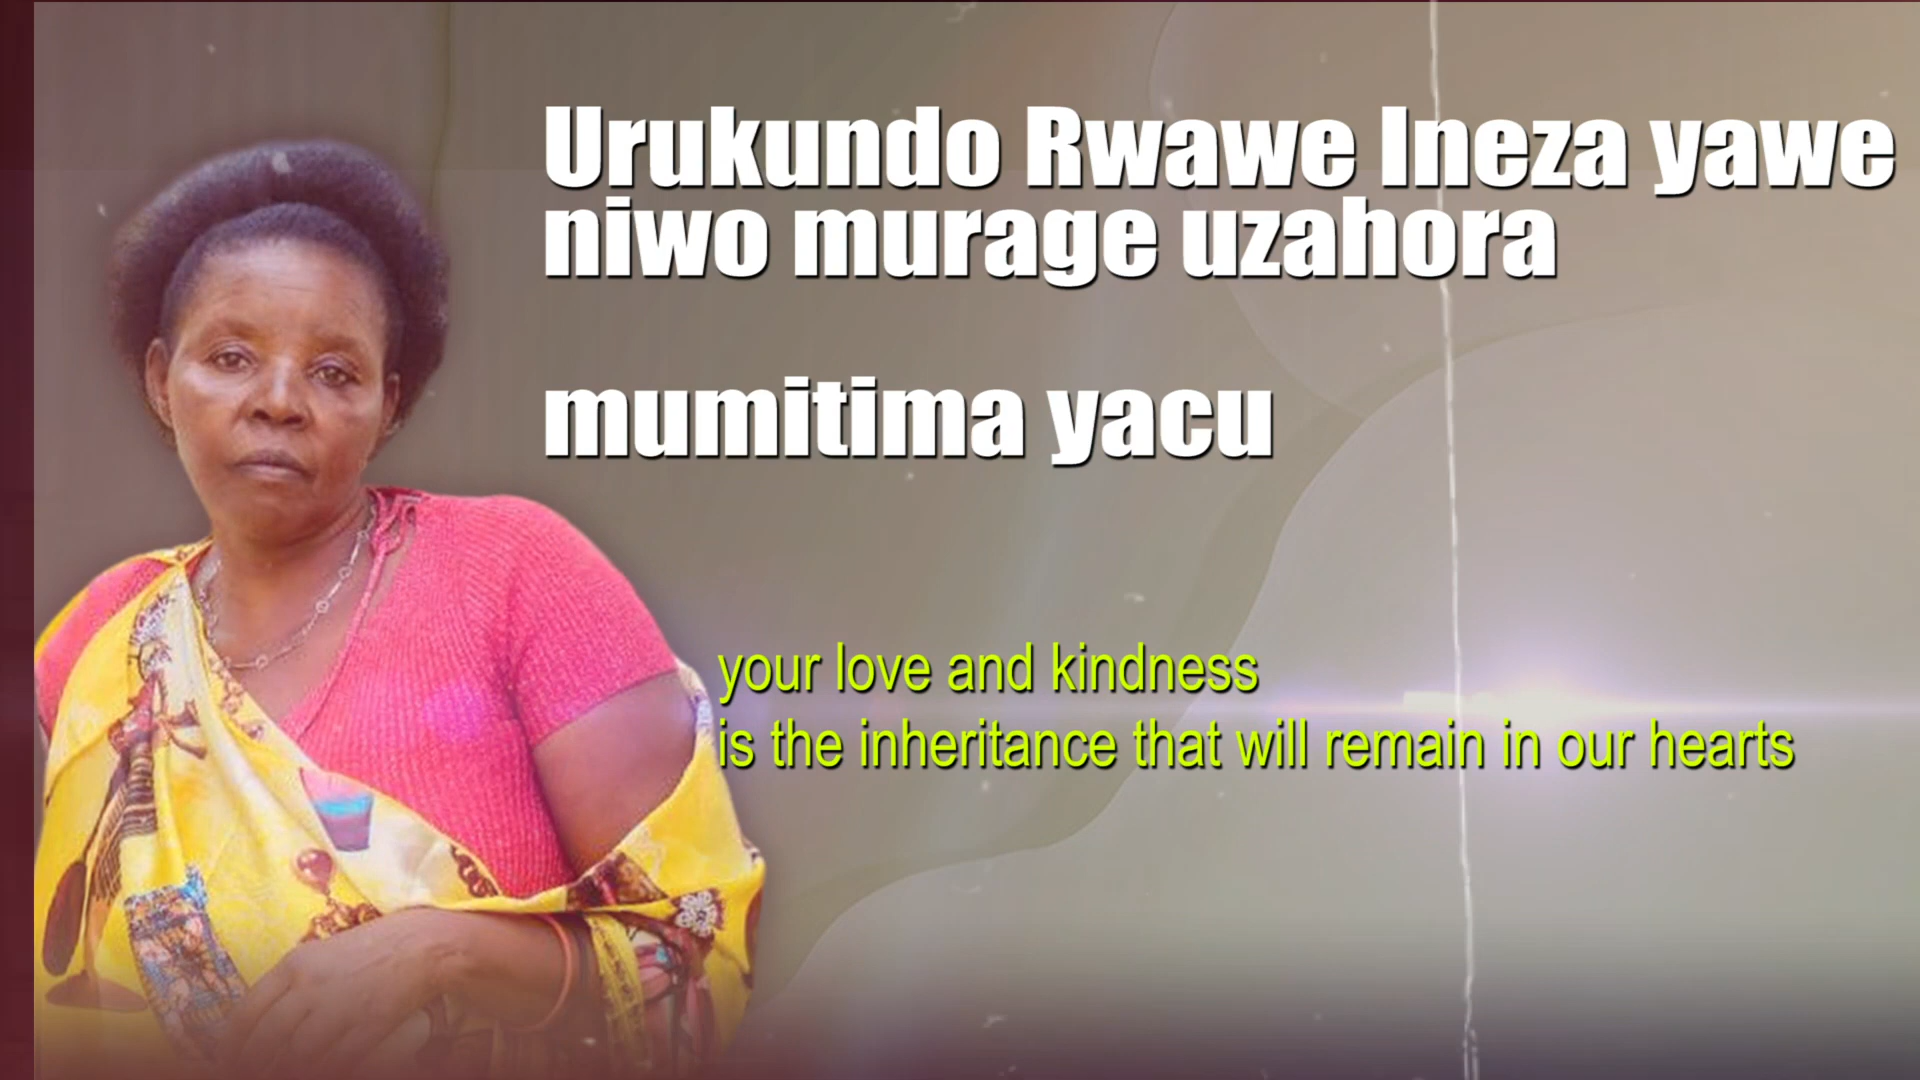 Urukundo Rwawe Ineza yawe
niwo murage uzahora
mumitima yacu
your love and kindness
is the inheritance that will remain in our hearts